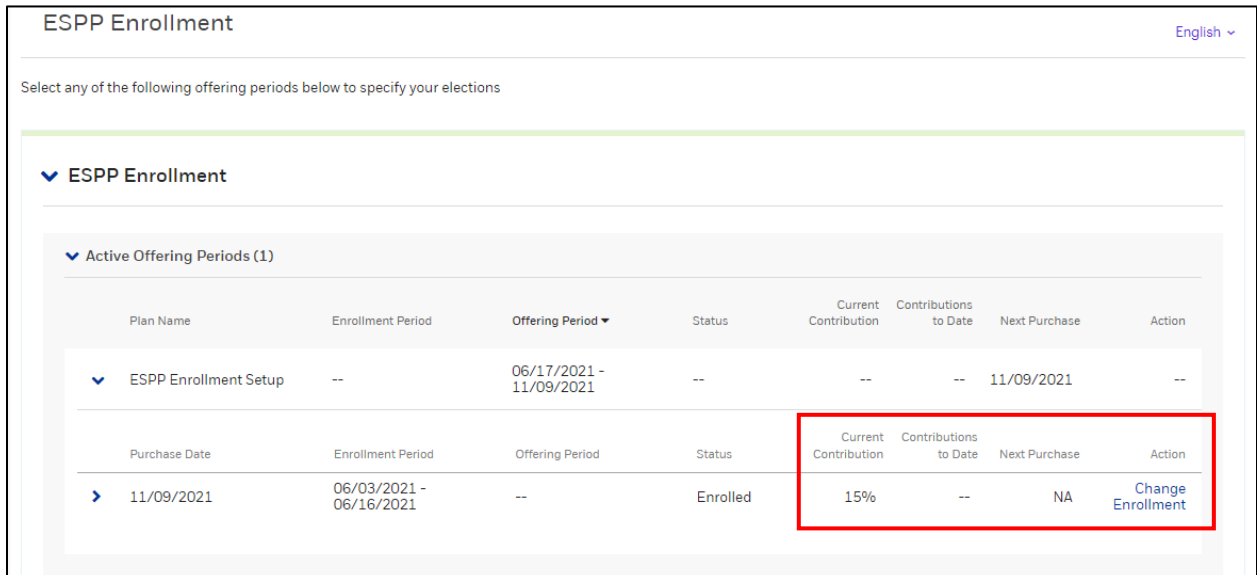 ESPP Enrollment
English
Select any of the following offering periods below to specify your elections
ESPP Enrollment
Active Offering Periods (1)
Plan Name Enrollment Period Offering Period Status Current Contribution Contributions to Date Next Purchase Action
ESPP Enrollment Setup -- 06/17/2021 - 11/09/2021 -- -- -- 11/09/2021 --
Purchase Date Enrollment Period Offering Period Status Current Contribution Contributions to Date Next Purchase Action
11/09/2021 06/03/2021 - 06/16/2021 -- Enrolled 15% -- NA Change Enrollment